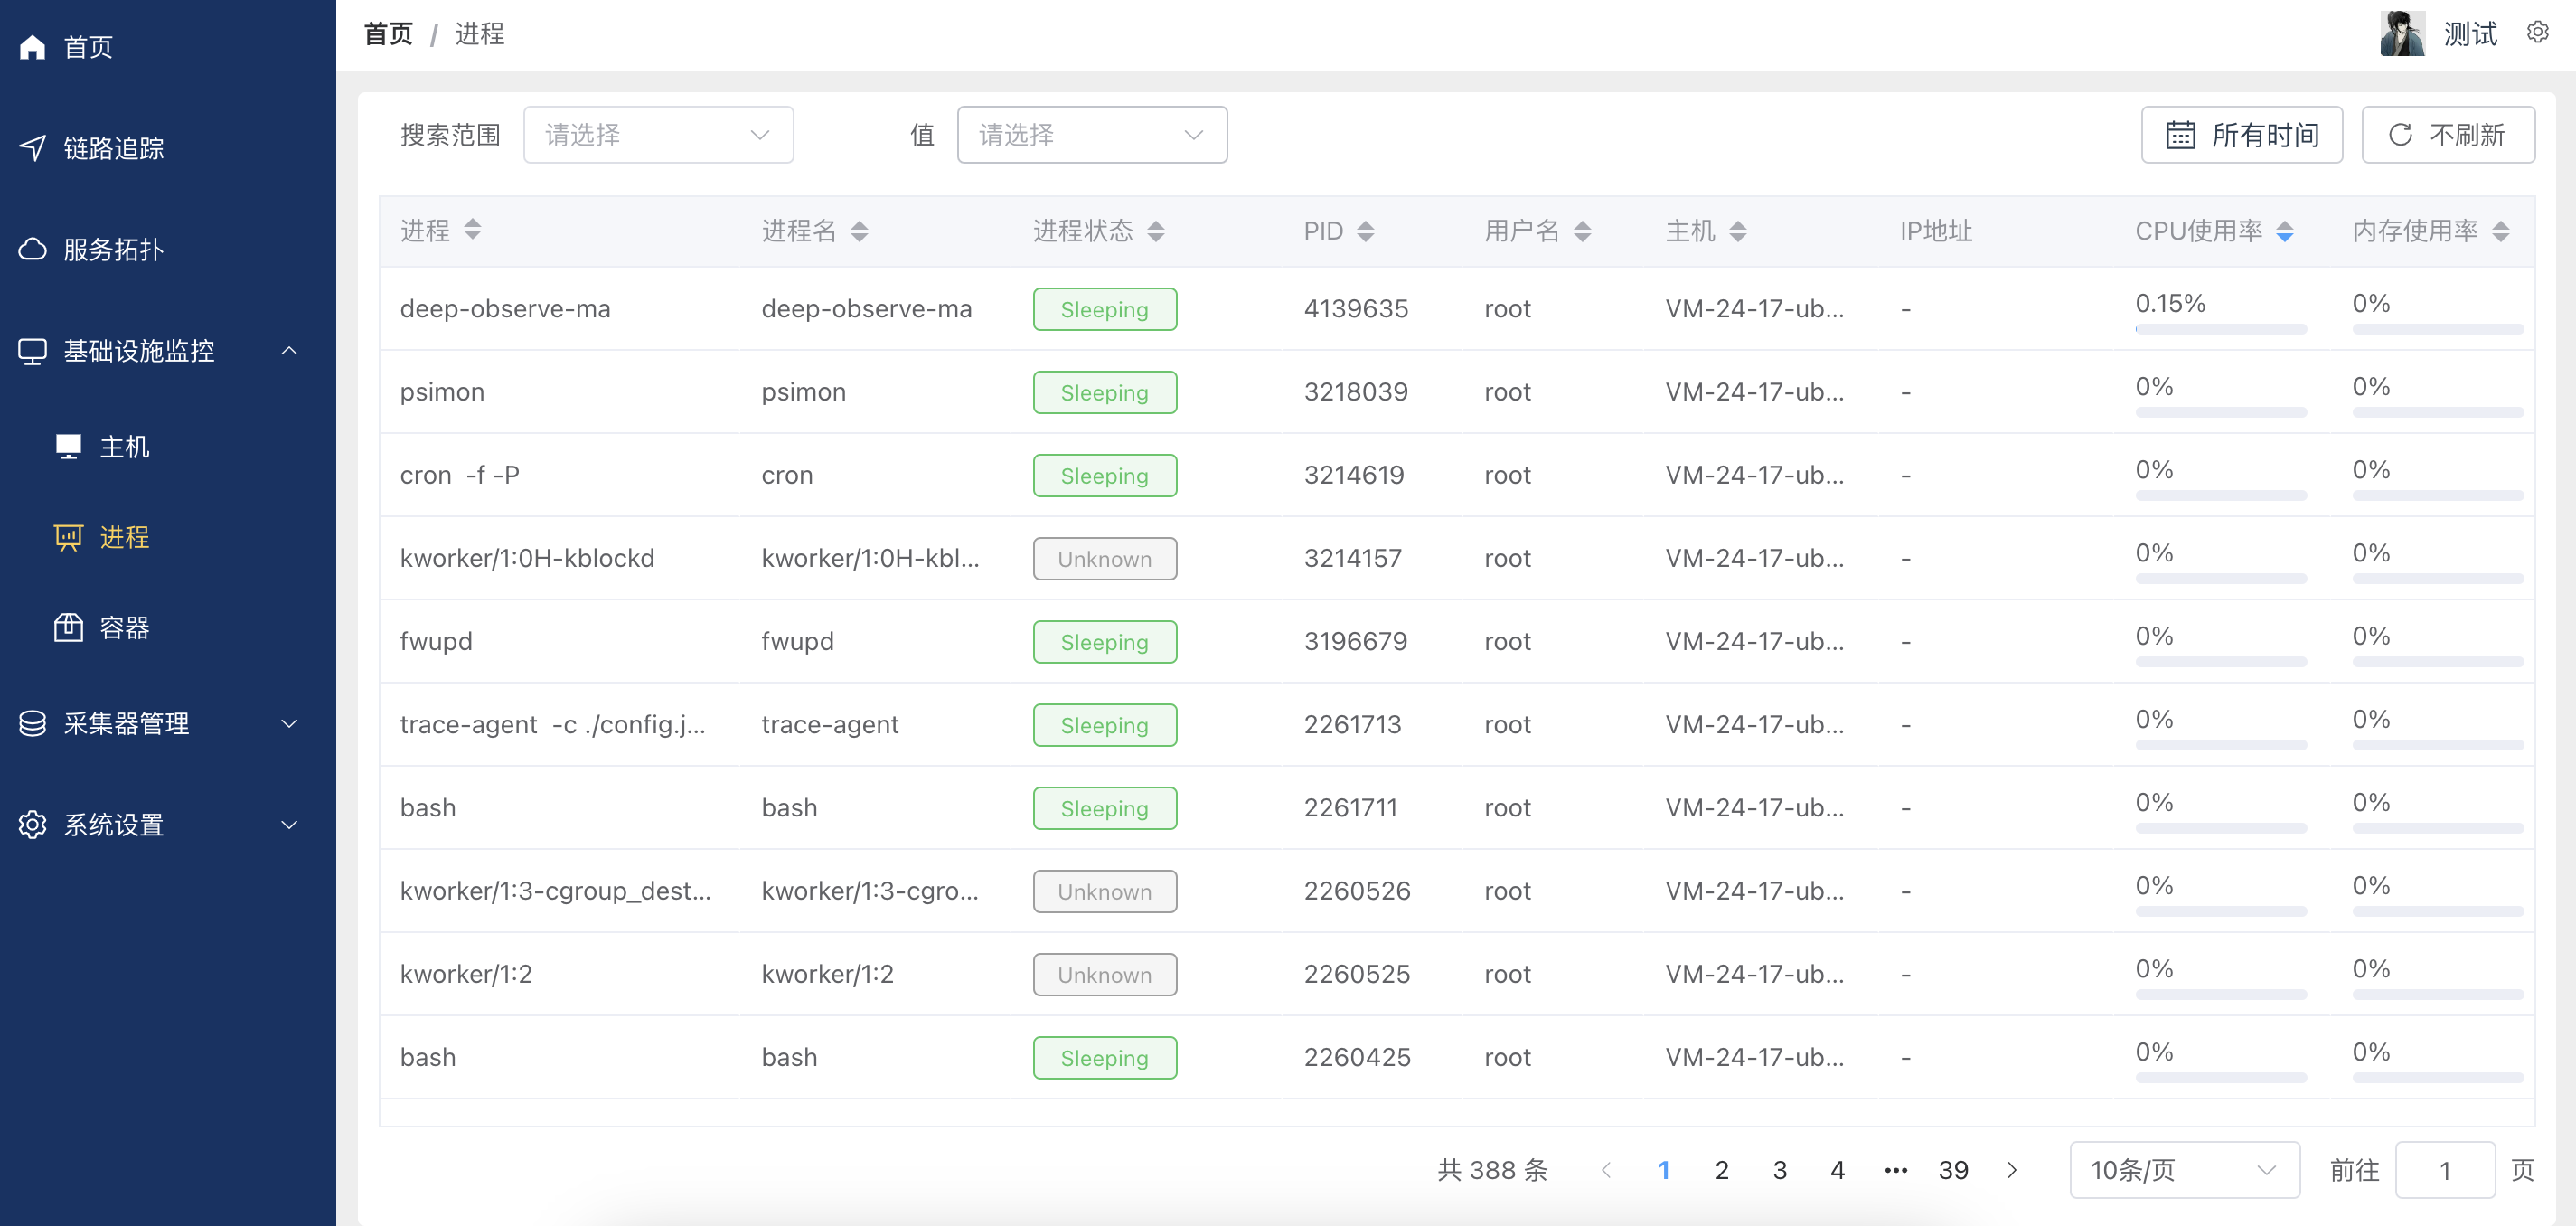 首页
链路追踪
服务拓扑
基础设施监控
主机
进程
容器
采集器管理
系统设置
首页 / 进程
测试
搜索范围 请选择 值 请选择 所有时间 不刷新
进程 进程名 进程状态 PID 用户名 主机 IP地址 CPU使用率 内存使用率
deep-observe-ma deep-observe-ma Sleeping 4139635 root VM-24-17-ub... - 0.15% 0%
psimon psimon Sleeping 3218039 root VM-24-17-ub... - 0% 0%
cron -f -P cron Sleeping 3214619 root VM-24-17-ub... - 0% 0%
kworker/1:0H-kblockd kworker/1:0H-kbl... Unknown 3214157 root VM-24-17-ub... - 0% 0%
fwupd fwupd Sleeping 3196679 root VM-24-17-ub... - 0% 0%
trace-agent -c ./config.j... trace-agent Sleeping 2261713 root VM-24-17-ub... - 0% 0%
bash bash Sleeping 2261711 root VM-24-17-ub... - 0% 0%
kworker/1:3-cgroup_dest... kworker/1:3-cgro... Unknown 2260526 root VM-24-17-ub... - 0% 0%
kworker/1:2 kworker/1:2 Unknown 2260525 root VM-24-17-ub... - 0% 0%
bash bash Sleeping 2260425 root VM-24-17-ub... - 0% 0%
共 388 条 1 2 3 4 ••• 39 10条/页 前往 1 页